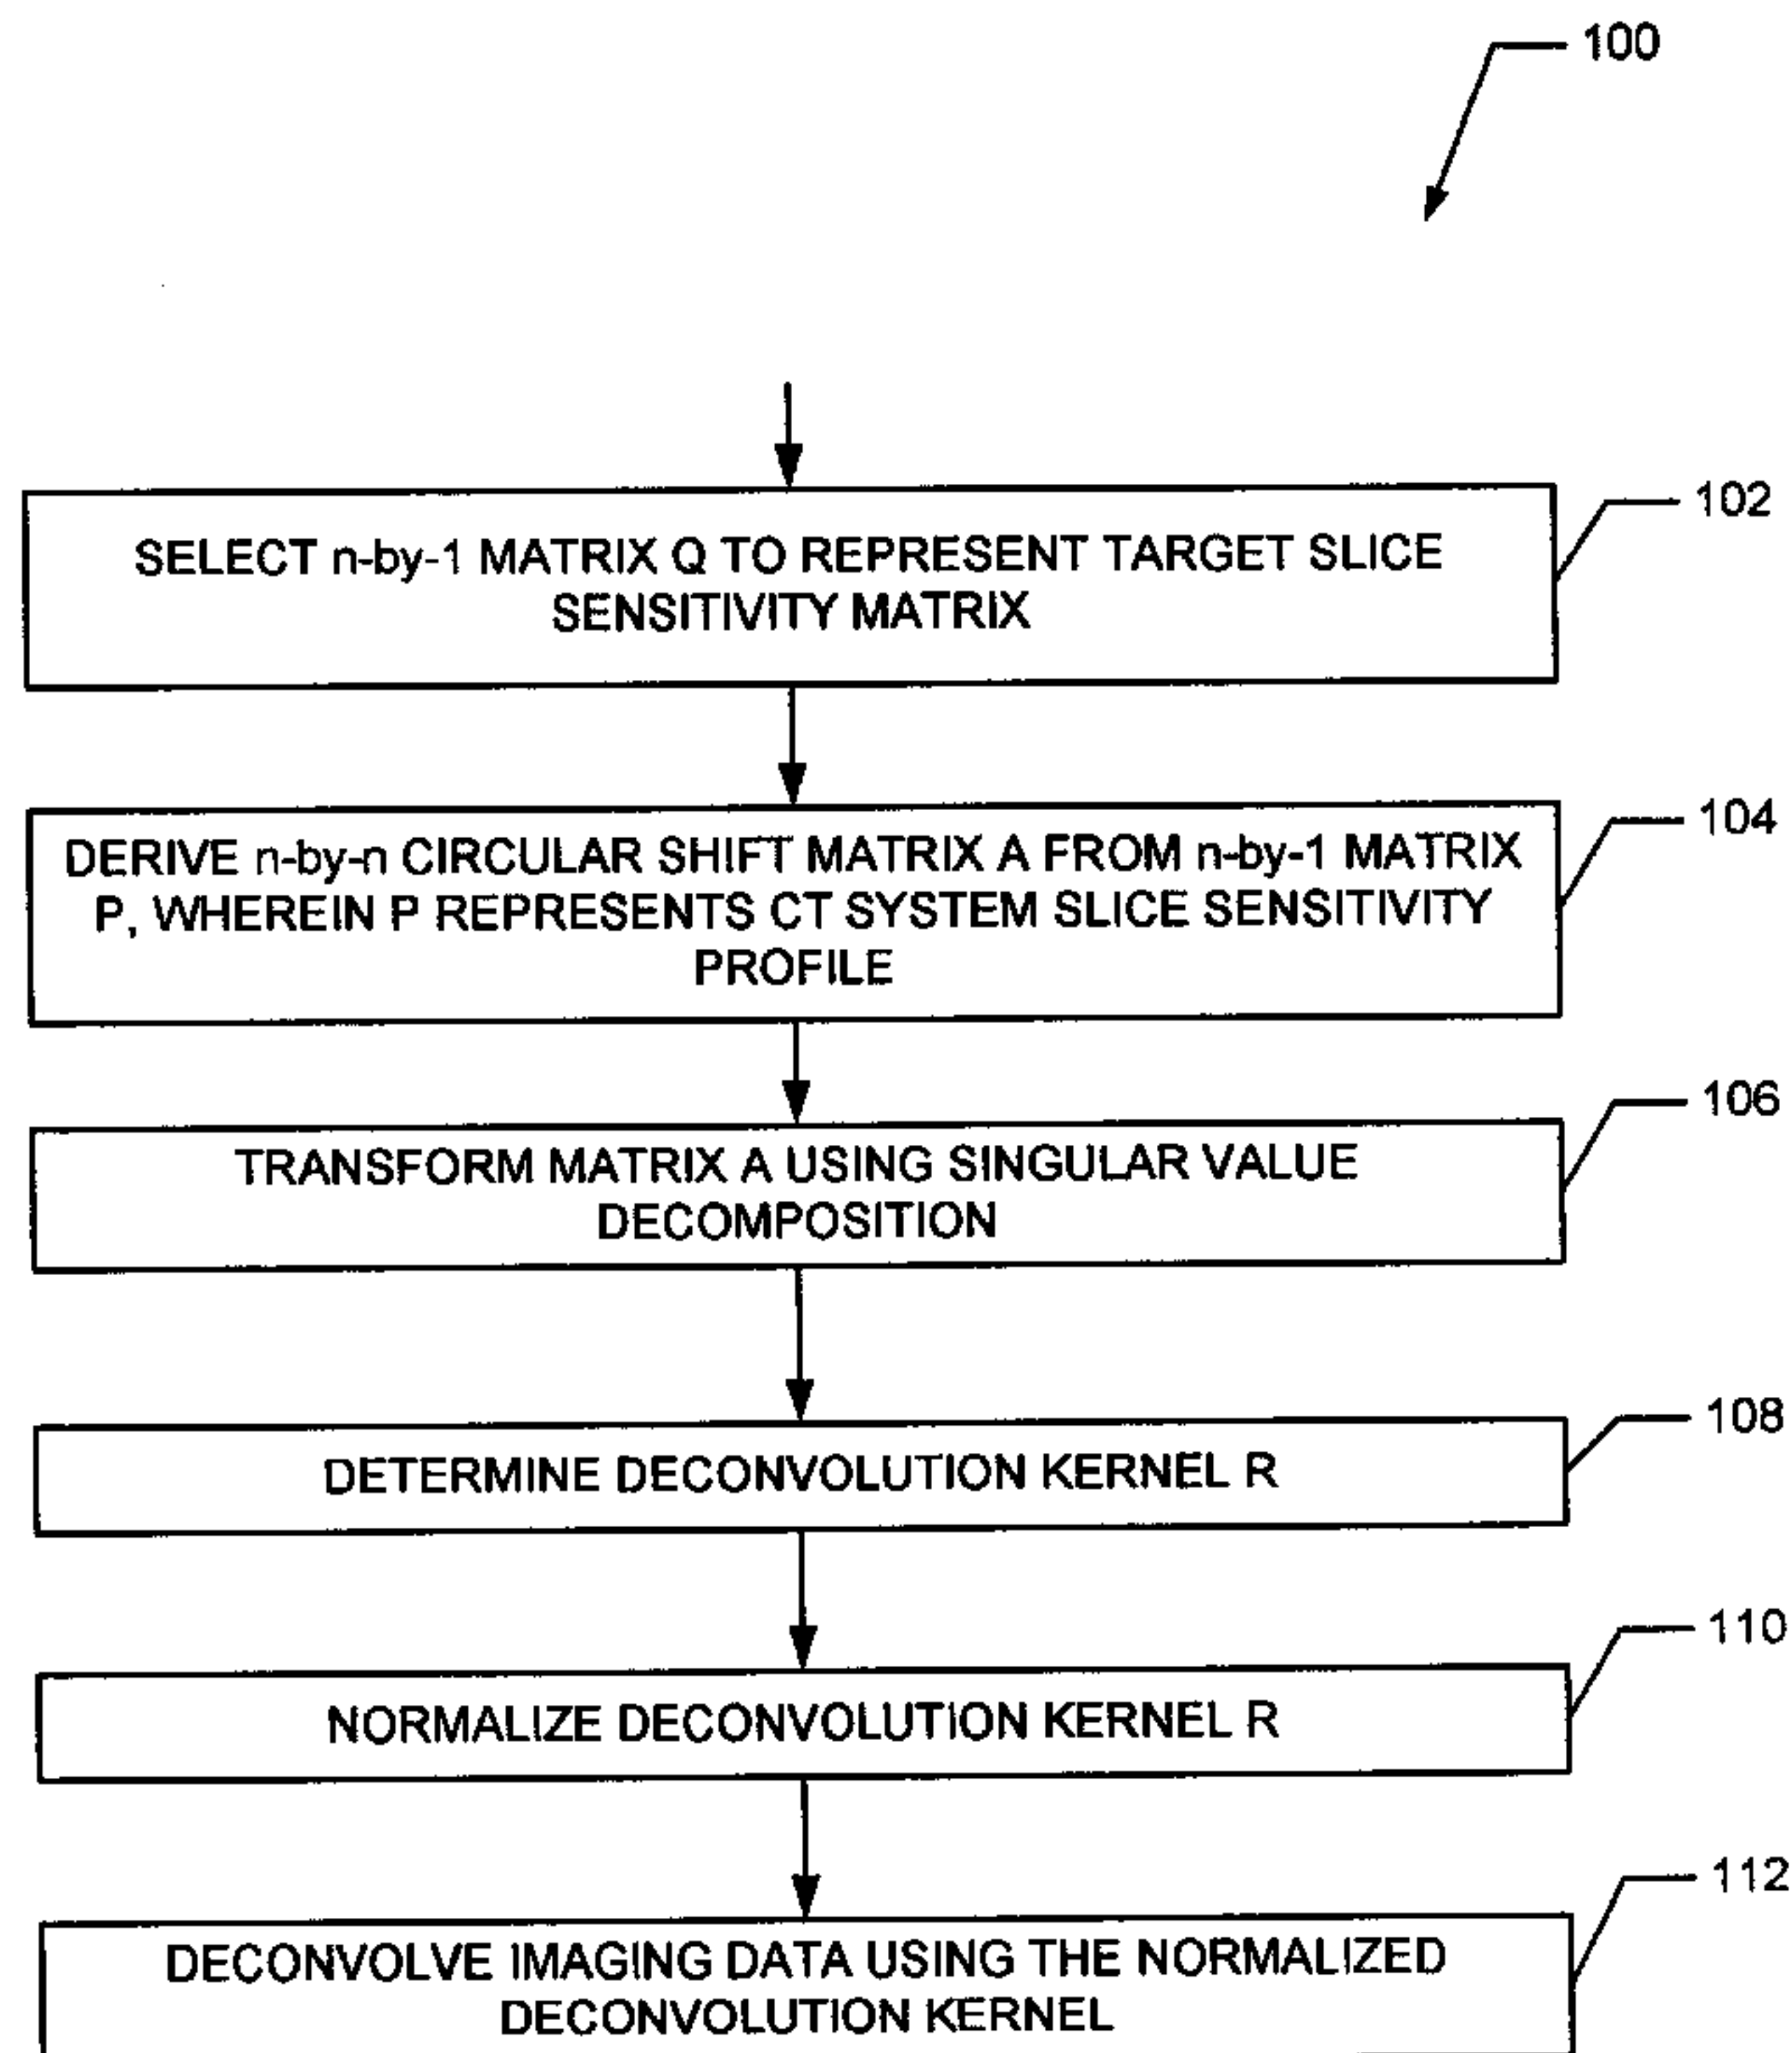 100
102
SELECT n-by-1 MATRIX Q TO REPRESENT TARGET SLICE
SENSITIVITY MATRIX
104
DERIVE n-by-n CIRCULAR SHIFT MATRIX A FROM n-by-1 MATRIX
P, WHEREIN P REPRESENTS CT SYSTEM SLICE SENSITIVITY
PROFILE
106
TRANSFORM MATRIX A USING SINGULAR VALUE
DECOMPOSITION
108
DETERMINE DECONVOLUTION KERNEL R
110
NORMALIZE DECONVOLUTION KERNEL R
112
DECONVOLVE IMAGING DATA USING THE NORMALIZED
DECONVOLUTION KERNEL